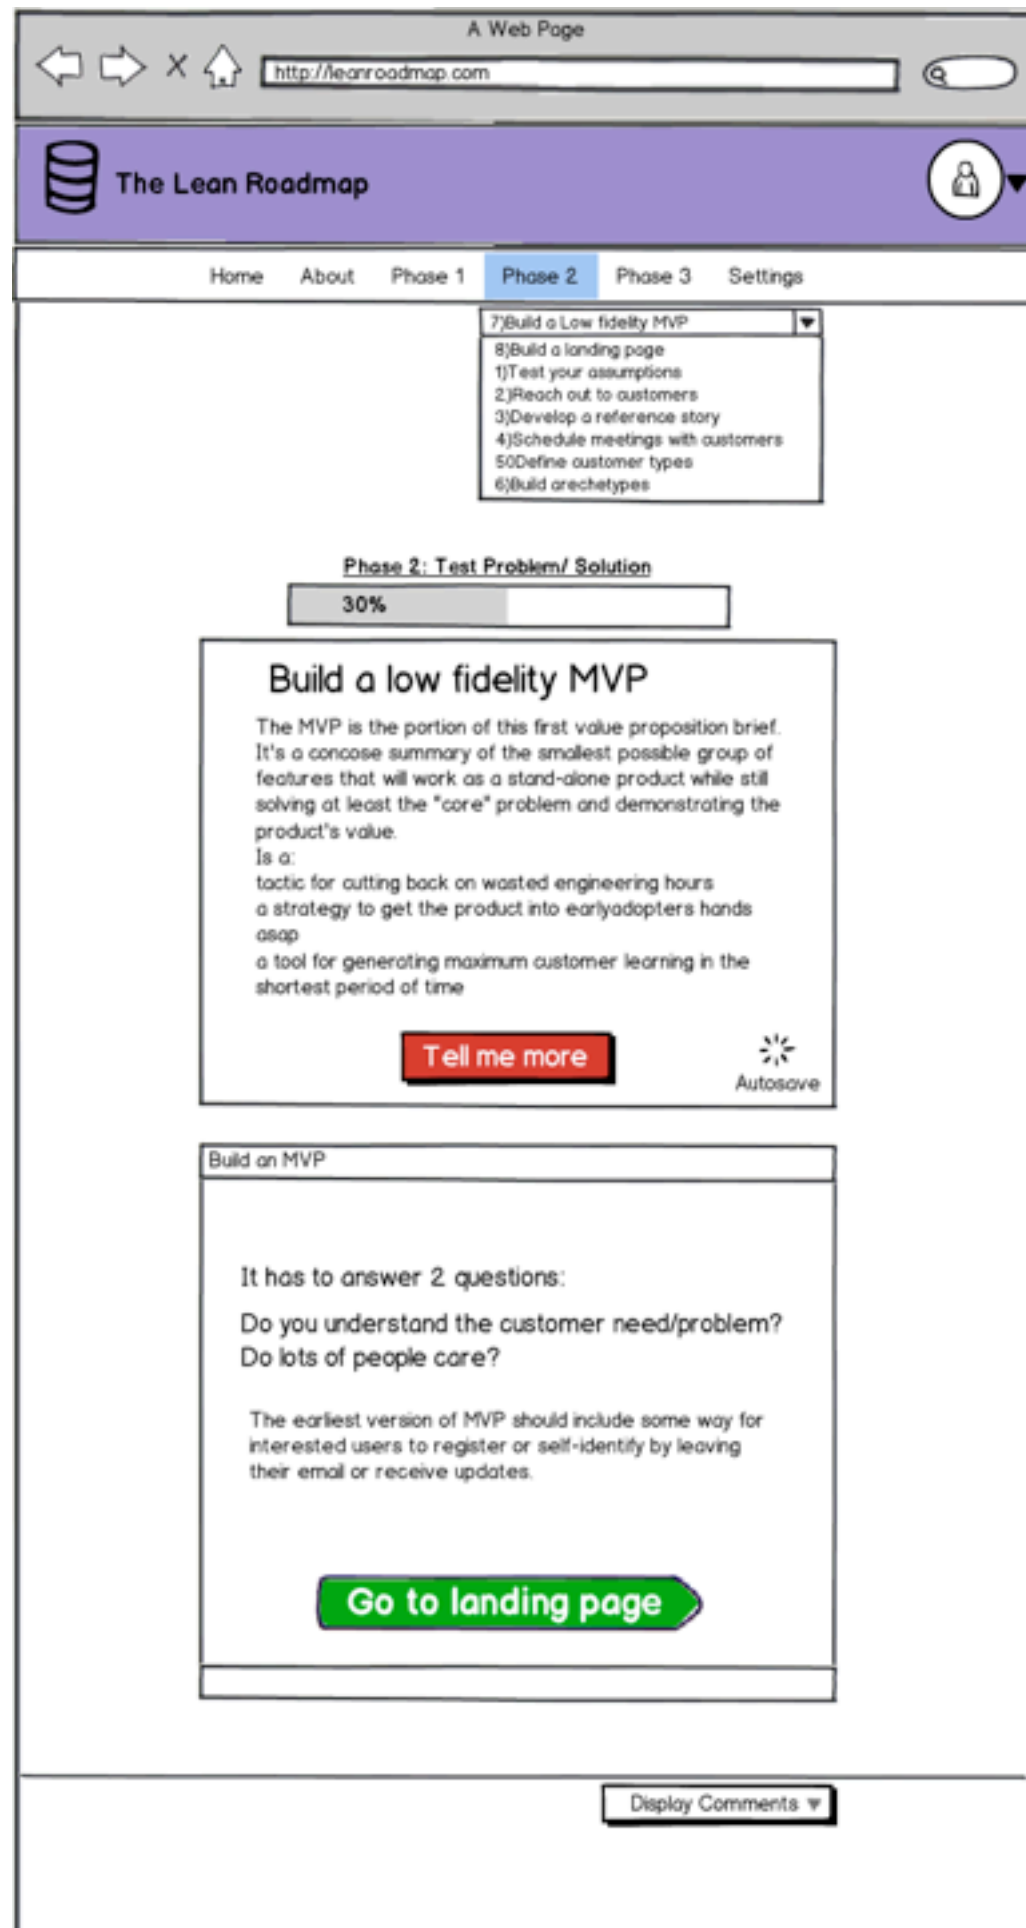 A Web Page
http://leanroadmap.com
The Lean Roadmap
Home About Phase 1 Phase 2 Phase 3 Settings
7)Build a Low fidelity MVP
8)Build a landing page
1)Test your assumptions
2)Reach out to customers
3)Develop a reference story
4)Schedule meetings with customers
50Define customer types
6)Build arechetypes
Phase 2: Test Problem/ Solution
30%
Build a low fidelity MVP
The MVP is the portion of this first value proposition brief.
It's a concose summary of the smallest possible group of
features that will work as a stand-alone product while still
solving at least the "core" problem and demonstrating the
product's value.
Is a:
tactic for cutting back on wasted engineering hours
a strategy to get the product into earlyadopters hands
asap
a tool for generating maximum customer learning in the
shortest period of time
Tell me more
Autosave
Build an MVP
It has to answer 2 questions:
Do you understand the customer need/problem?
Do lots of people care?
The earliest version of MVP should include some way for
interested users to register or self-identify by leaving
their email or receive updates.
Go to landing page
Display Comments